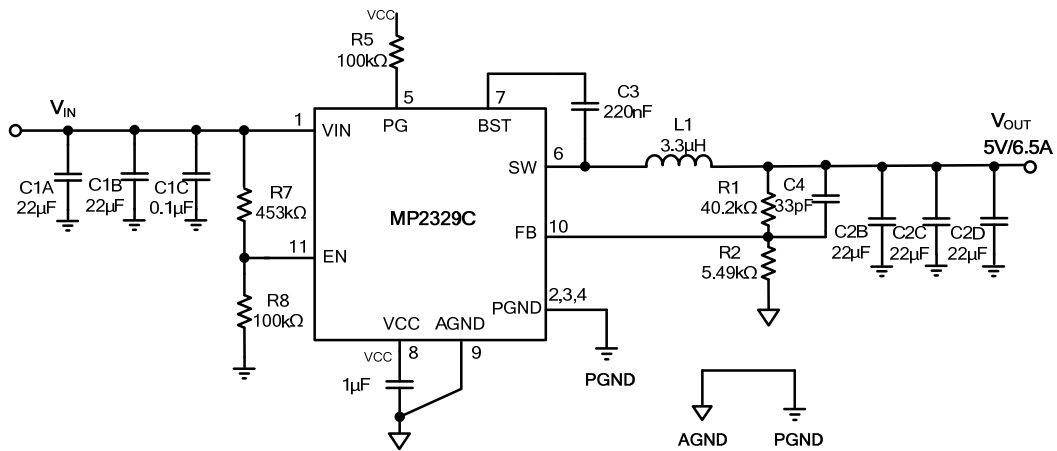 VCC
R5
100kΩ
5
7
C3
220nF
V_IN
1
VIN
PG
BST
L1
3.3µH
V_OUT
5V/6.5A
6
SW
C1A
22µF
C1B
22µF
C1C
0.1µF
R7
453kΩ
MP2329C
R1
40.2kΩ
C4
33pF
FB
10
11
EN
R2
5.49kΩ
C2B
22µF
C2C
22µF
C2D
22µF
R8
100kΩ
PGND
2,3,4
VCC
AGND
VCC
8
9
1µF
PGND
AGND
PGND